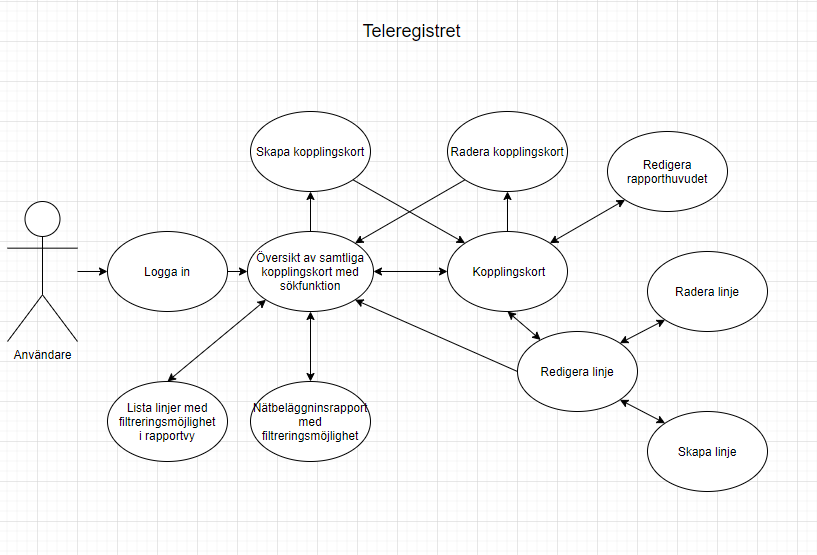 Teleregistret
Skapa kopplingskort
Radera kopplingskort
Redigera
rapporthuvudet
Logga in
Översikt av samtliga
kopplingskort med
sökfunktion
Kopplingskort
Radera linje
Användare
Redigera linje
Lista linjer med
filtreringsmöjlighet
i rapportvy
Nätbeläggninsrapport
med
filtreringsmöjlighet
Skapa linje